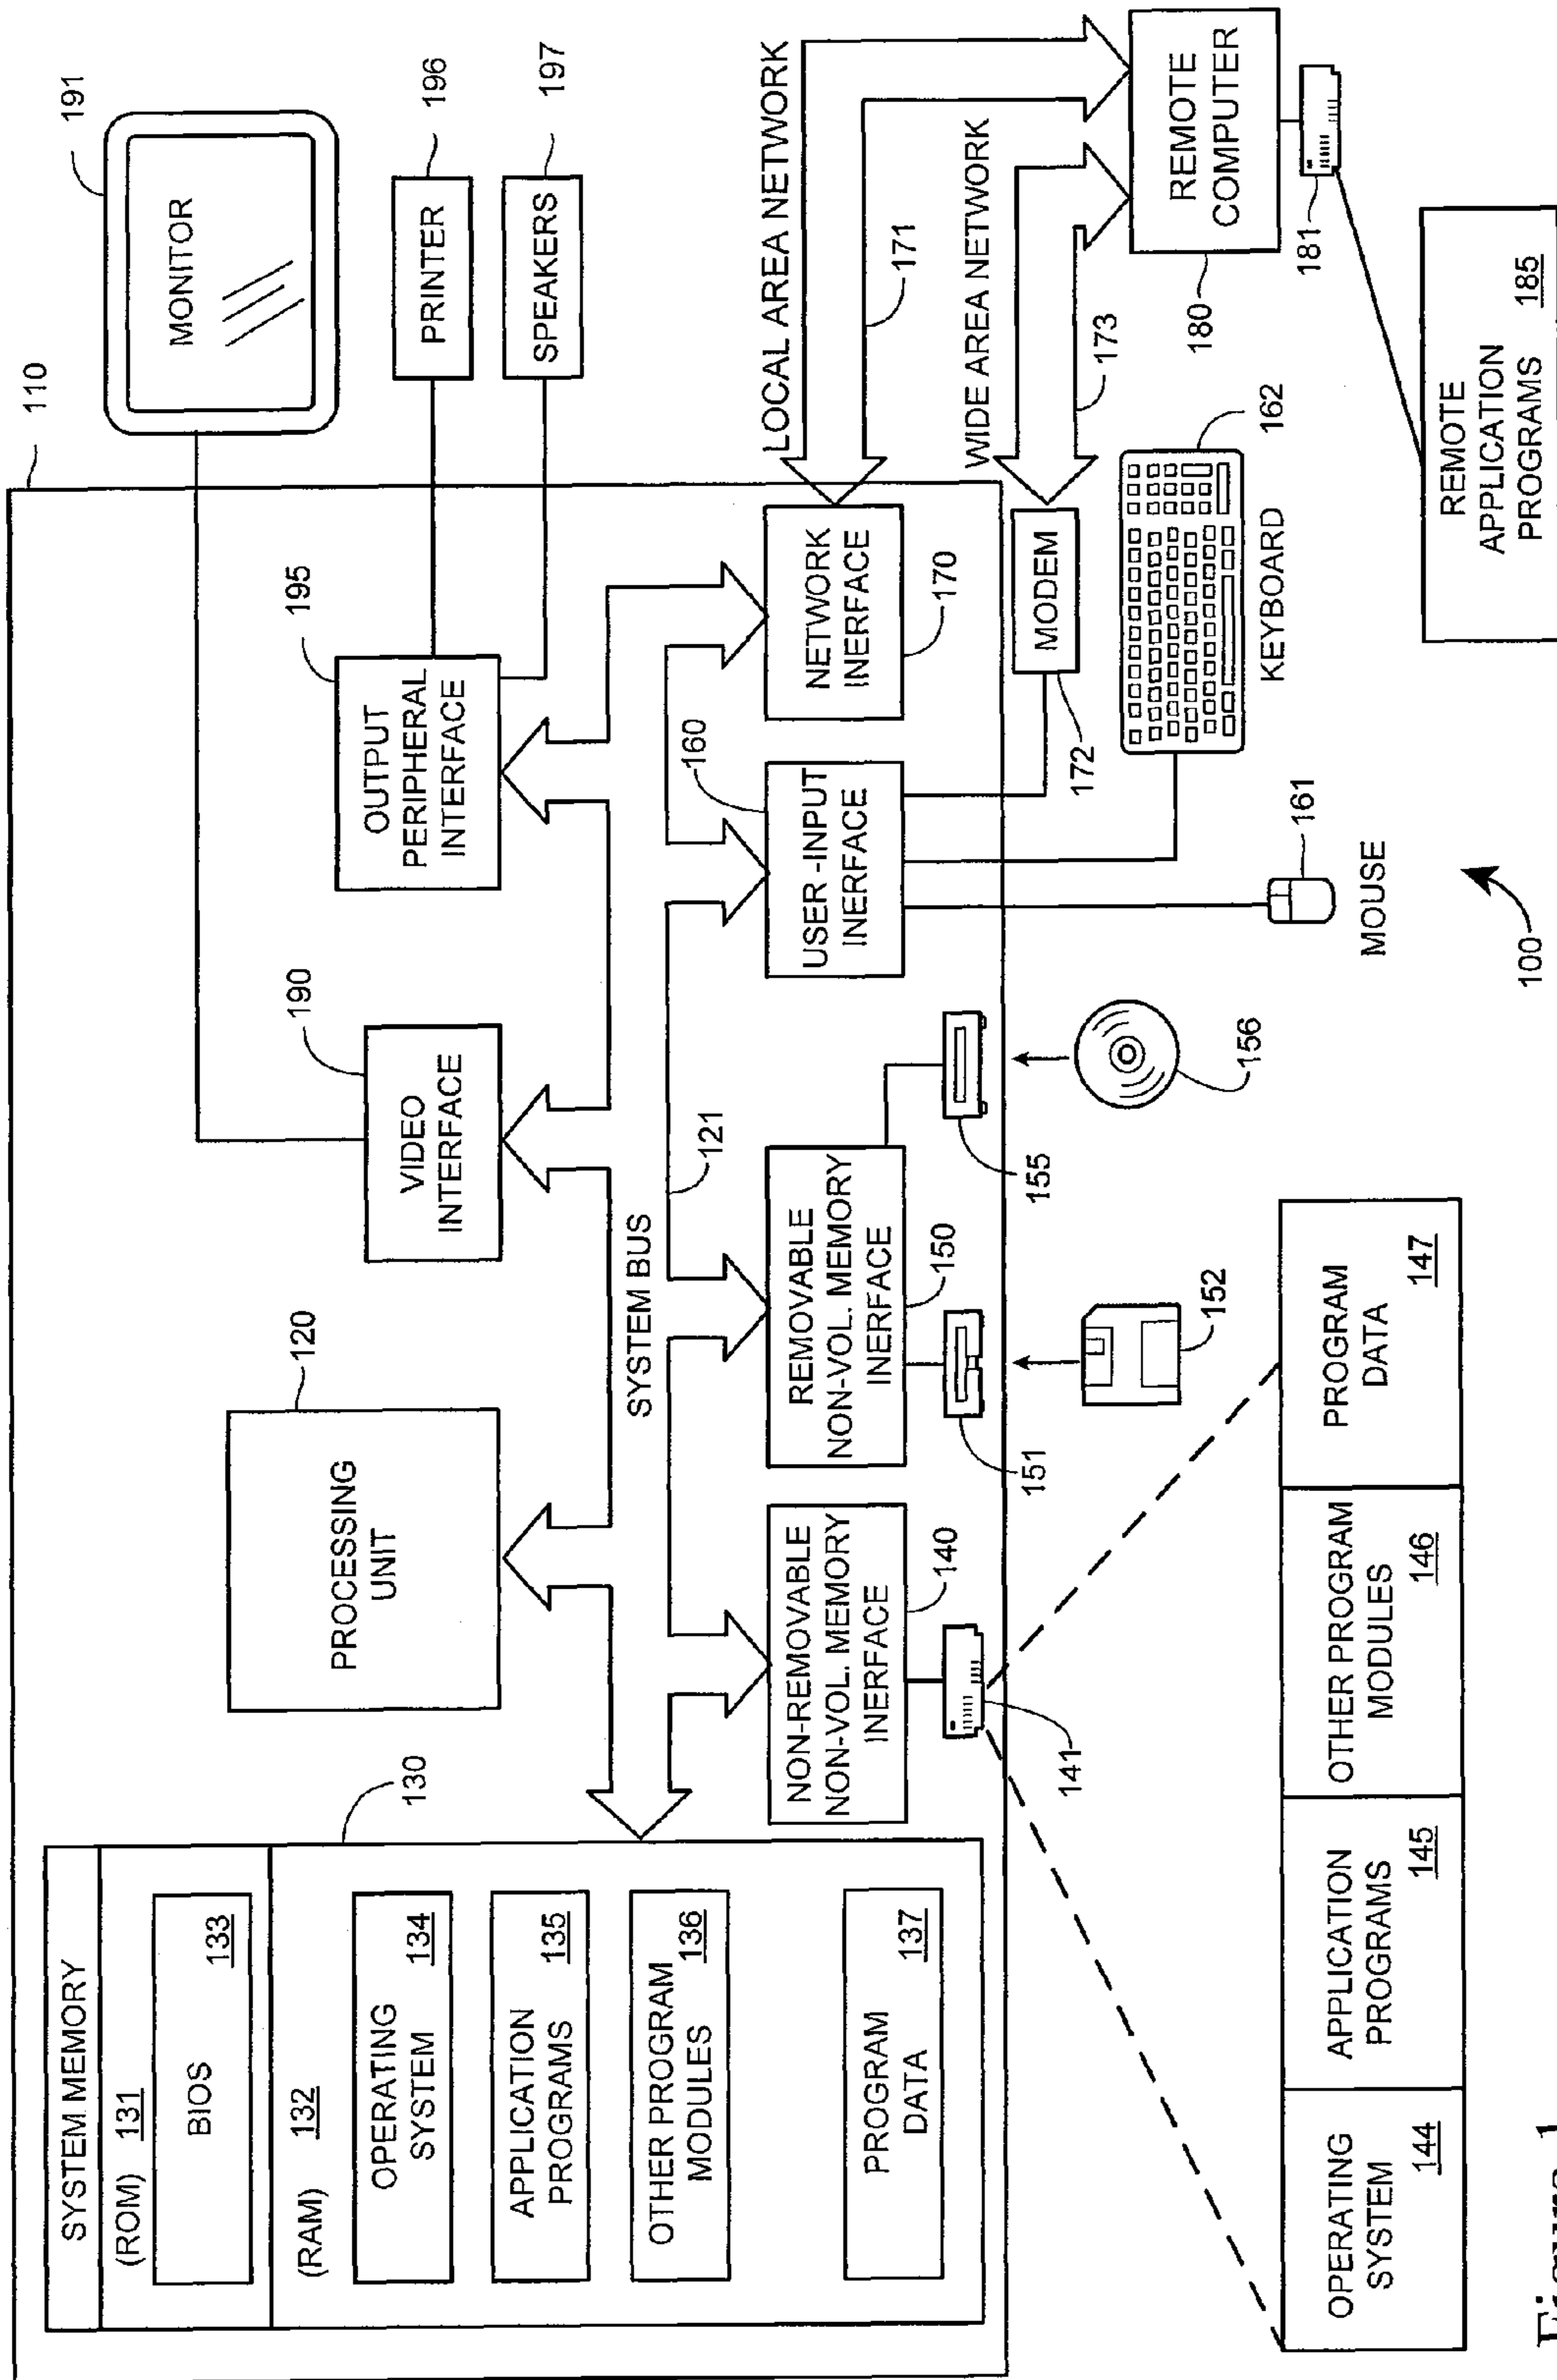 110
SYSTEM MEMORY
(ROM) 131
BIOS
133
(RAM) 132
OPERATING
SYSTEM 134
APPLICATION
PROGRAMS 135
OTHER PROGRAM
MODULES 136
PROGRAM
DATA 137
130
PROCESSING
UNIT
120
VIDEO
INTERFACE
190
OUTPUT
PERIPHERAL
INTERFACE
195
MONITOR
191
PRINTER
196
SPEAKERS
197
SYSTEM BUS
121
NON-REMOVABLE
NON-VOL. MEMORY
INERFACE
140
141
REMOVABLE
NON-VOL. MEMORY
INERFACE
150
151
152
155
156
USER -INPUT
INERFACE
160
NETWORK
INERFACE
170
LOCAL AREA NETWORK
171
WIDE AREA NETWORK
173
MODEM
172
KEYBOARD
162
MOUSE
161
REMOTE
COMPUTER
180
181
REMOTE
APPLICATION
PROGRAMS 185
OPERATING
SYSTEM 144
APPLICATION
PROGRAMS 145
OTHER PROGRAM
MODULES 146
PROGRAM
DATA 147
100
Figure 1